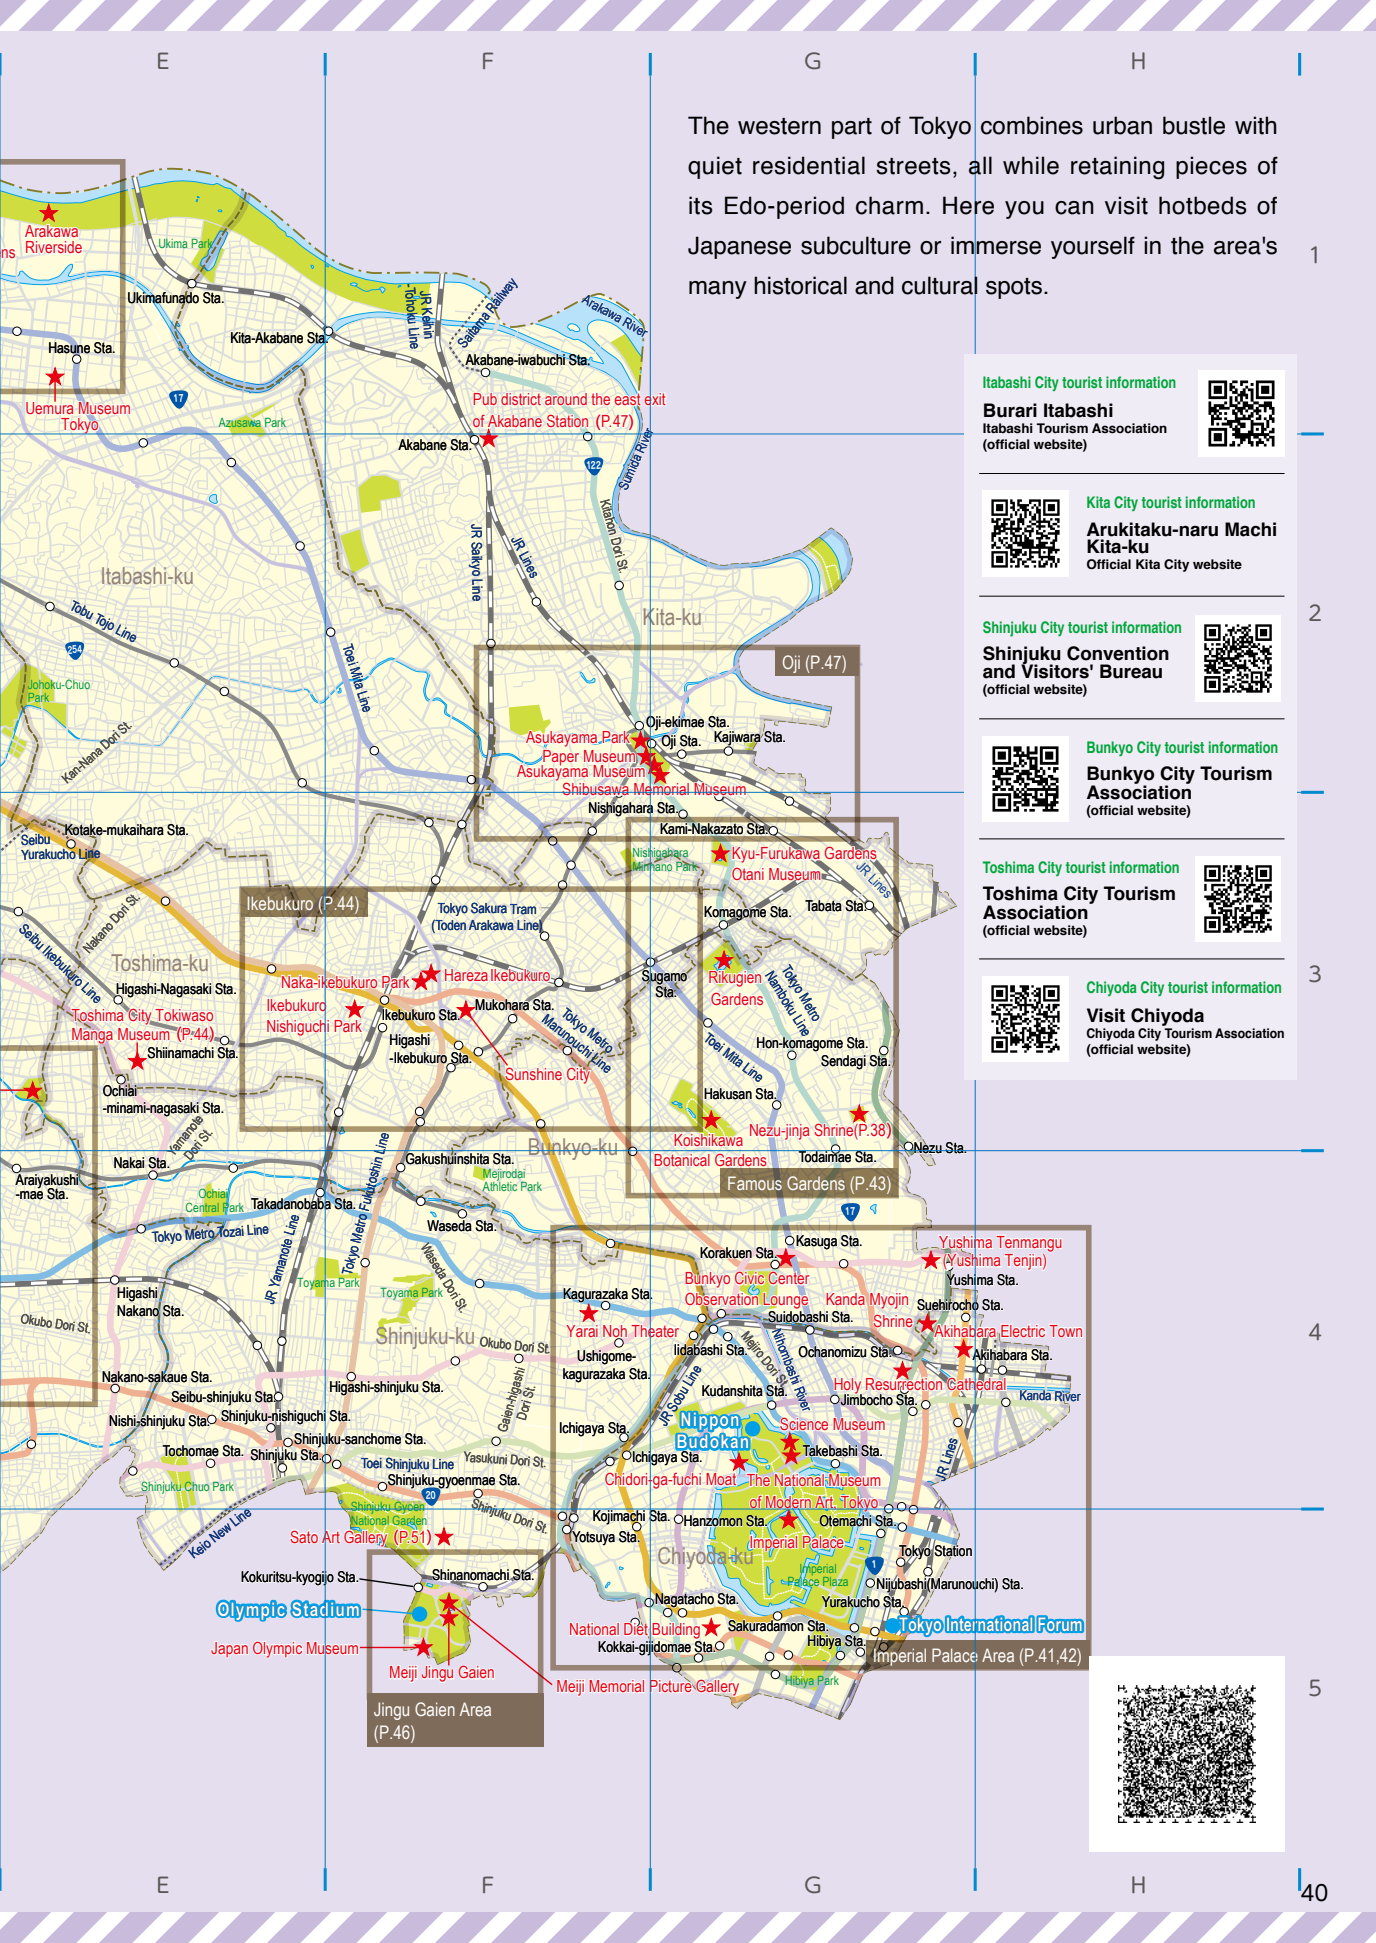 E
F
G
H
The western part of Tokyo combines urban bustle with
quiet residential streets, all while retaining pieces of
its Edo-period charm. Here you can visit hotbeds of
Japanese subculture or immerse yourself in the area's
many historical and cultural spots.
1
2
3
4
5
Itabashi City tourist information
Burari Itabashi
Itabashi Tourism Association
(official website)
Kita City tourist information
Arukitaku-naru Machi
Kita-ku
Official Kita City website
Shinjuku City tourist information
Shinjuku Convention
and Visitors' Bureau
(official website)
Bunkyo City tourist information
Bunkyo City Tourism
Association
(official website)
Toshima City tourist information
Toshima City Tourism
Association
(official website)
Chiyoda City tourist information
Visit Chiyoda
Chiyoda City Tourism Association
(official website)
Arakawa
Riverside
ns
Ukima Park
Ukimafunado Sta.
Kita-Akabane Sta.
JR Keihin
-Tohoku Line
Saitama Railway
Arakawa River
Hasune Sta.
Akabane-iwabuchi Sta.
Uemura Museum
Tokyo
17
Azusawa Park
Pub district around the east exit
of Akabane Station (P.47)
Akabane Sta.
122
Sumida River
Kitahon Dori St.
JR Saikyo Line
JR Lines
Itabashi-ku
Kita-ku
Tobu Tojo Line
254
Toei Mita Line
Johoku-Chuo
Park
Kan-Nana Dori St.
Oji (P.47)
Oji-ekimae Sta.
Asukayama Park
Oji Sta.
Kajiwara Sta.
Paper Museum
Asukayama Museum
Shibusawa Memorial Museum
Nishigahara Sta.
Kami-Nakazato Sta.
Kotake-mukaihara Sta.
Seibu
Yurakucho Line
Nishigahara
Minnano Park
Kyu-Furukawa Gardens
Otani Museum
JR Lines
Ikebukuro (P.44)
Tokyo Sakura Tram
(Toden Arakawa Line)
Komagome Sta.
Tabata Sta.
Nakano Dori St.
Seibu Ikebukuro Line
Toshima-ku
Naka-ikebukuro Park
Hareza Ikebukuro
Sugamo
Sta.
Rikugien
Gardens
Tokyo Metro
Namboku Line
Higashi-Nagasaki Sta.
Ikebukuro
Nishiguchi Park
Ikebukuro Sta.
Mukohara Sta.
Toshima City Tokiwaso
Manga Museum (P.44)
Shiinamachi Sta.
Higashi
-Ikebukuro Sta.
Tokyo Metro
Marunouchi Line
Toei Mita Line
Hon-komagome Sta.
Sendagi Sta.
Sunshine City
Ochiai
-minami-nagasaki Sta.
Hakusan Sta.
Yamanote
Dori St.
Nezu-jinja Shrine(P.38)
Koishikawa
Botanical Gardens
Bunkyo-ku
Nezu Sta.
Todaimae Sta.
Famous Gardens (P.43)
Nakai Sta.
Araiyakushi
-mae Sta.
Gakushuinshita Sta.
Mejirodai
Athletic Park
Ochiai
Central Park
Takadanobaba Sta.
Tokyo Metro Fukutoshin Line
Waseda Sta.
17
Tokyo Metro Tozai Line
JR Yamanote Line
Waseda Dori St.
Kasuga Sta.
Korakuen Sta.
Yushima Tenmangu
(Yushima Tenjin)
Yushima Sta.
Toyama Park
Toyama Park
Bunkyo Civic Center
Observation Lounge
Higashi
Nakano Sta.
Kagurazaka Sta.
Kanda Myojin
Shrine
Suehirocho Sta.
Okubo Dori St.
Yarai Noh Theater
Suidobashi Sta.
Akihabara Electric Town
Shinjuku-ku
Okubo Dori St.
Ushigome-
kagurazaka Sta.
Iidabashi Sta.
Mejiro Dori St.
Nihombashi River
Ochanomizu Sta.
Akihabara Sta.
Nakano-sakaue Sta.
Higashi-shinjuku Sta.
Gaien-higashi
Dori St.
JR Sobu Line
Holy Resurrection Cathedral
Kanda River
Seibu-shinjuku Sta.
Kudanshita Sta.
Jimbocho Sta.
Nishi-shinjuku Sta.
Shinjuku-nishiguchi Sta.
Nippon
Budokan
Science Museum
Ichigaya Sta.
Shinjuku-sanchome Sta.
Tochomae Sta.
Shinjuku Sta.
Toei Shinjuku Line
Yasukuni Dori St.
Ichigaya Sta.
Takebashi Sta.
JR Lines
Shinjuku Chuo Park
Shinjuku-gyoenmae Sta.
Chidori-ga-fuchi Moat
The National Museum
of Modern Art, Tokyo
20
Shinjuku Gyoen
National Garden
Shinjuku Dori St.
Kojimachi Sta.
Hanzomon Sta.
Otemachi Sta.
Keio New Line
Sato Art Gallery (P.51)
Yotsuya Sta.
Imperial Palace
Chiyoda-ku
Tokyo Station
1
Kokuritsu-kyogijo Sta.
Shinanomachi Sta.
Imperial
Palace Plaza
Nijubashi(Marunouchi) Sta.
Olympic Stadium
Nagatacho Sta.
Yurakucho Sta.
National Diet Building
Sakuradamon Sta.
Tokyo International Forum
Japan Olympic Museum
Kokkai-gijidomae Sta.
Hibiya Sta.
Imperial Palace Area (P.41,42)
Meiji Jingu Gaien
Meiji Memorial Picture Gallery
Hibiya Park
Jingu Gaien Area
(P.46)
E
F
G
H
40